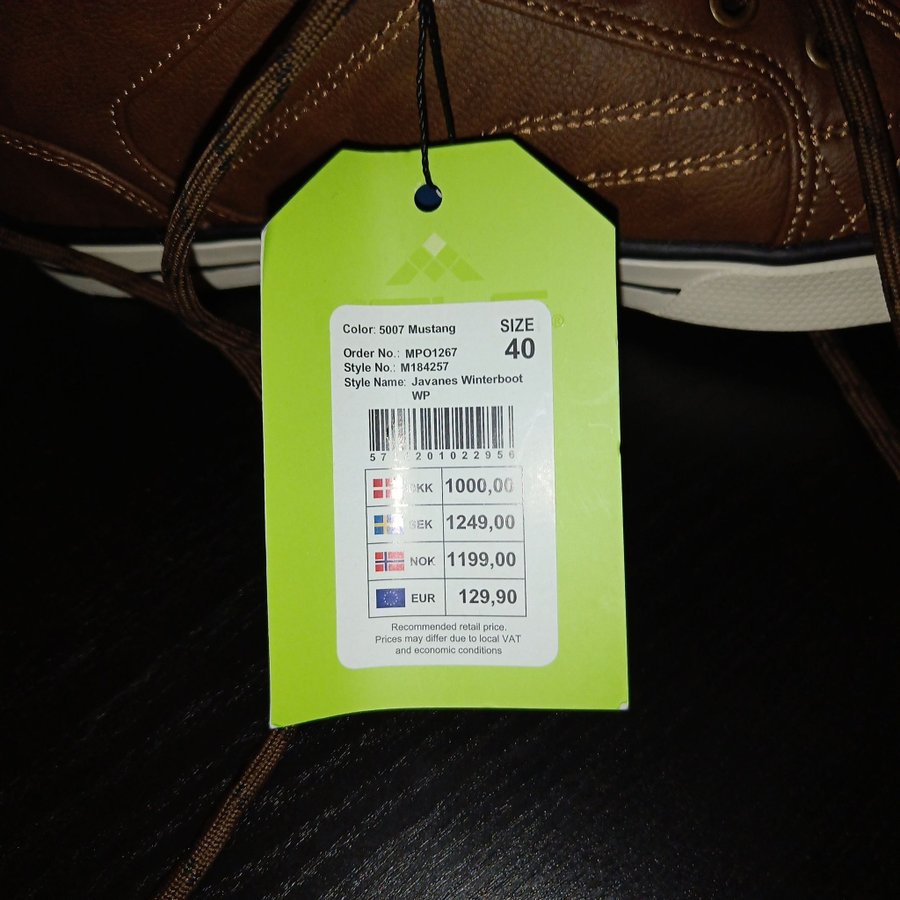 Color: 5007 Mustang
SIZE
40
Order No.: MPO1267
Style No.: M184257
Style Name: Javanes Winterboot
WP
1000,00
SEK 1249,00
NOK 1199,00
EUR 129,90
Recommended retail price.
Prices may differ due to local VAT
and economic conditions